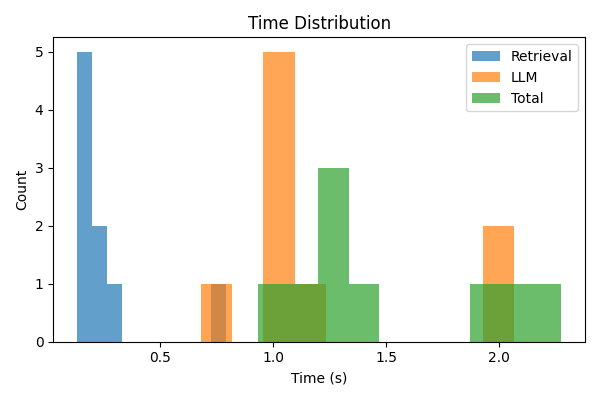 Time Distribution
Retrieval
LLM
Total
Count
5
4
3
2
1
0
0.5 1.0 1.5 2.0
Time (s)